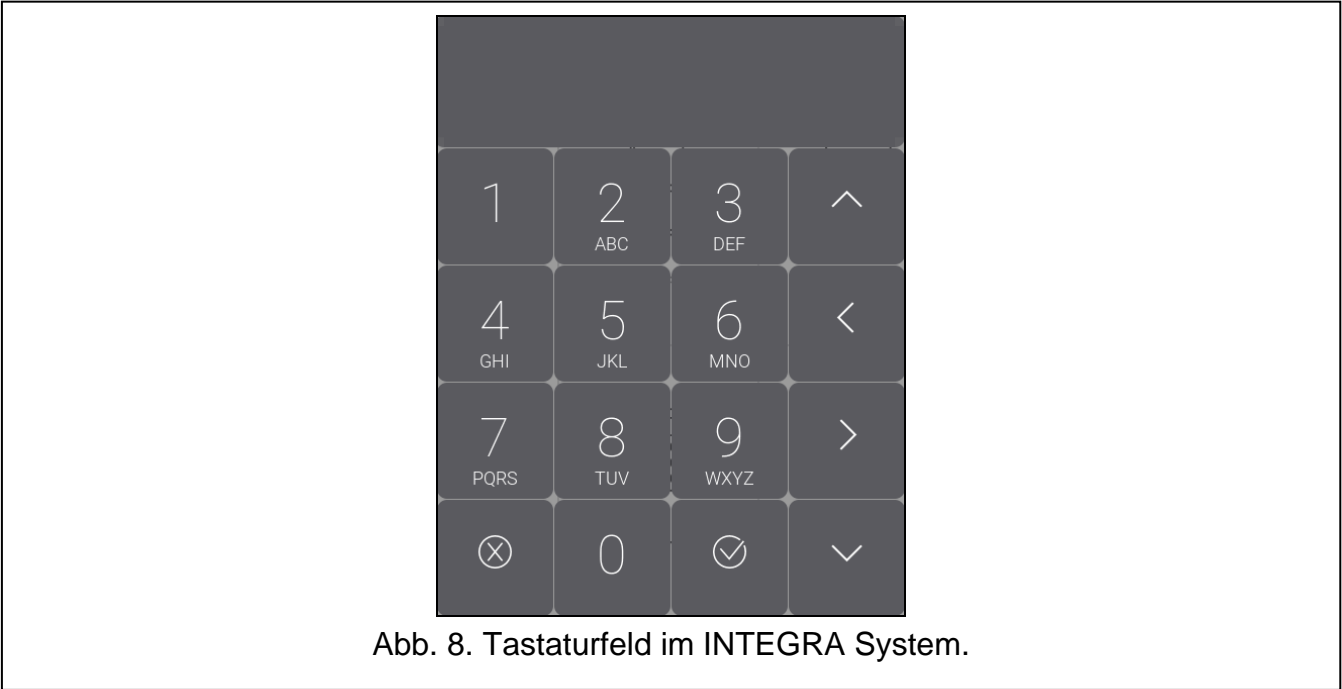 1 2 3
ABC DEF
4 5 6
GHI JKL MNO
7 8 9
PQRS TUV WXYZ
0
Abb. 8. Tastaturfeld im INTEGRA System.